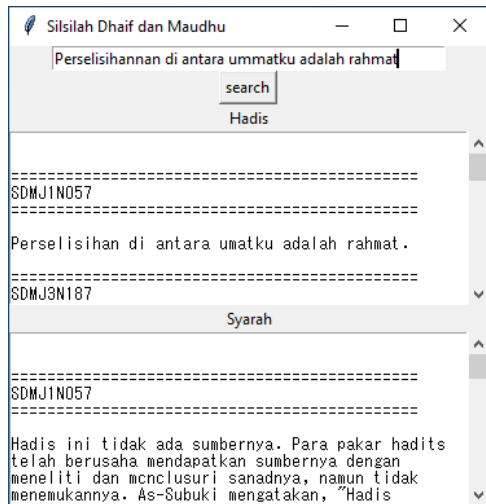 Silsilah Dhaif dan Maudhu
Perselisihannan di antara ummatku adalah rahmat
search
Hadis
=============================================
SDMJ1N057
=============================================
Perselisihan di antara umatku adalah rahmat.
=============================================
SDMJ3N187
Syarah
=============================================
SDMJ1N057
=============================================
Hadis ini tidak ada sumbernya. Para pakar hadits
telah berusaha mendapatkan sumbernya dengan
meneliti dan mcnclusuri sanadnya, namun tidak
menemukannya. As-Subuki mengatakan, "Hadis